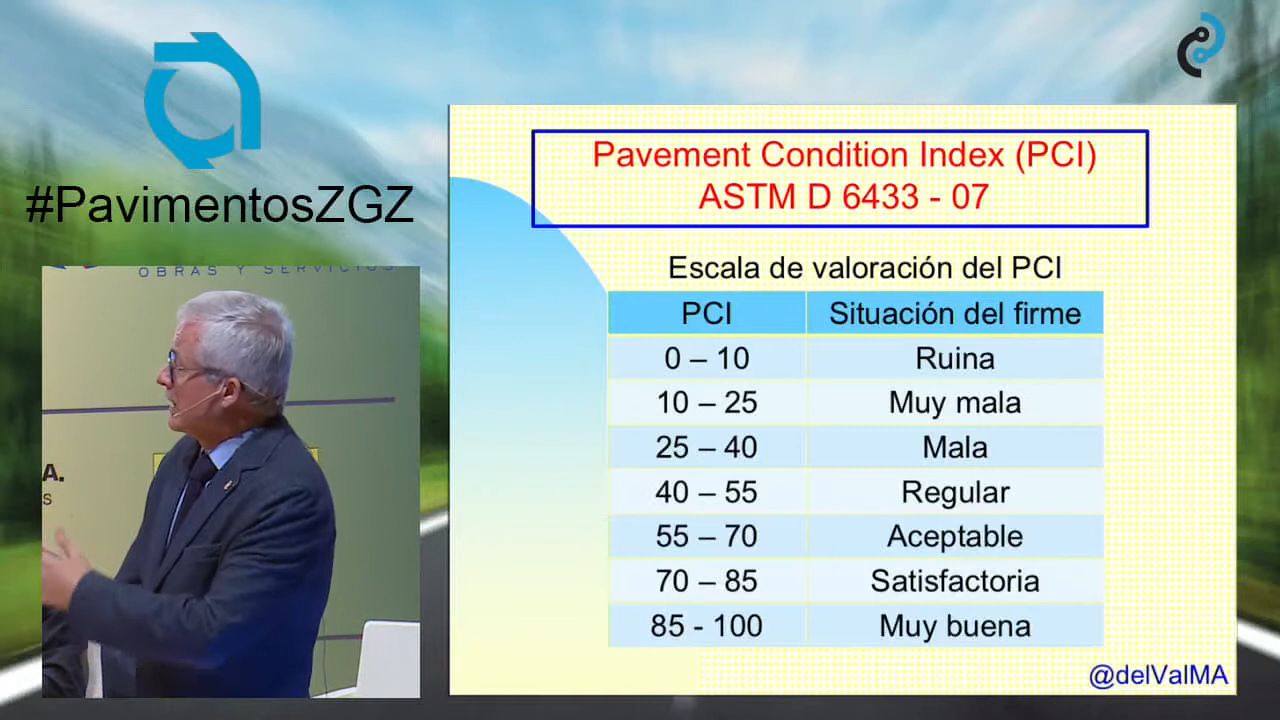 #PavimentosZGZ
OBRAS Y SERVICIOS
A.
S
Pavement Condition Index (PCI)
ASTM D 6433 - 07
Escala de valoración del PCI
PCI Situación del firme
0 – 10 Ruina
10 – 25 Muy mala
25 – 40 Mala
40 – 55 Regular
55 – 70 Aceptable
70 – 85 Satisfactoria
85 - 100 Muy buena
@delValMA